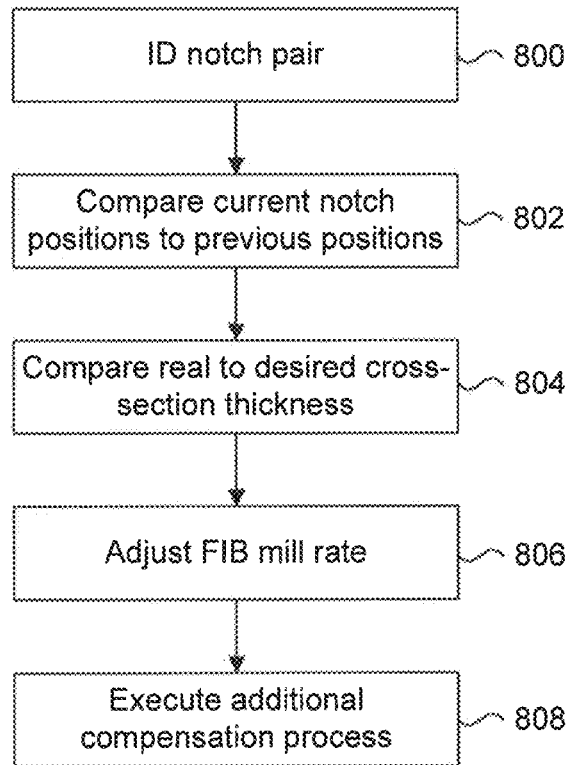 ID notch pair
800
Compare current notch
positions to previous positions
802
Compare real to desired cross-
section thickness
804
Adjust FIB mill rate
806
Execute additional
compensation process
808